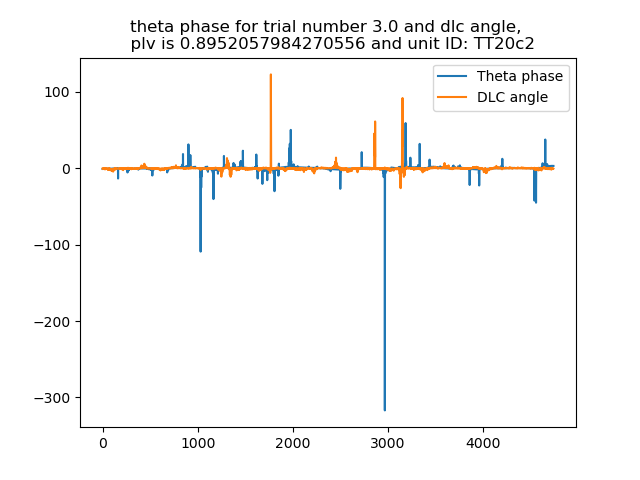 theta phase for trial number 3.0 and dlc angle,
plv is 0.8952057984270556 and unit ID: TT20c2
Theta phase
DLC angle
100
0
−100
−200
−300
0
1000
2000
3000
4000